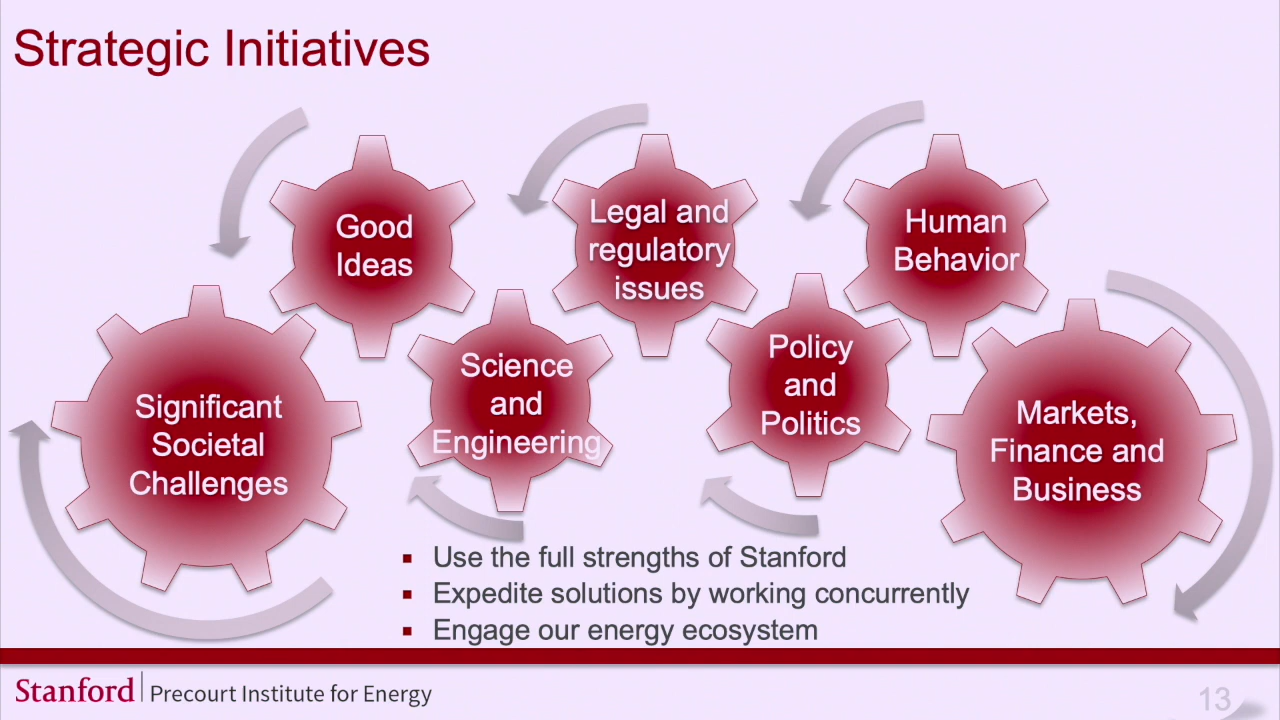 Strategic Initiatives
Good
Ideas
Legal and
regulatory
issues
Human
Behavior
Significant
Societal
Challenges
Science
and
Engineering
Policy
and
Politics
Markets,
Finance and
Business
▪ Use the full strengths of Stanford
▪ Expedite solutions by working concurrently
▪ Engage our energy ecosystem
Stanford | Precourt Institute for Energy
13